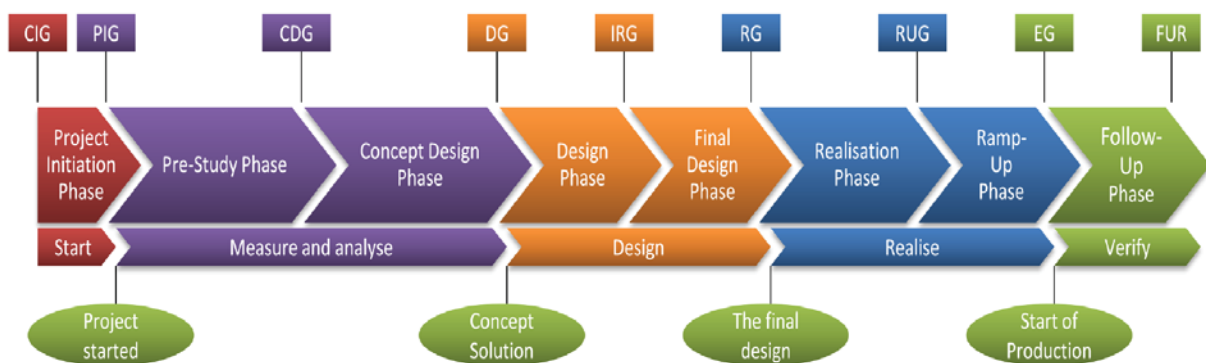 CIG
PIG
CDG
DG
IRG
RG
RUG
EG
FUR
Project
Initiation
Phase
Pre-Study Phase
Concept Design
Phase
Design
Phase
Final
Design
Phase
Realisation
Phase
Ramp-
Up
Phase
Follow-
Up
Phase
Start
Measure and analyse
Design
Realise
Verify
Project
started
Concept
Solution
The final
design
Start of
Production